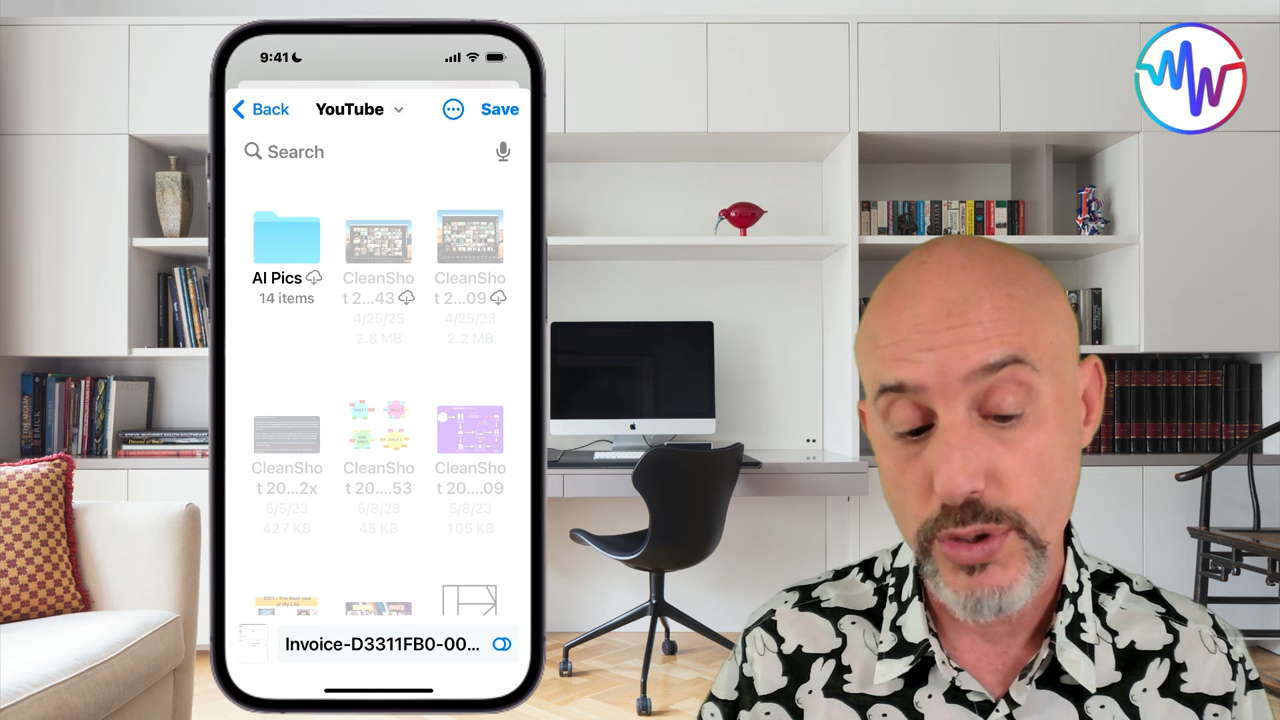 9:41
Back
YouTube
Save
Search
AI Pics
14 items
CleanSho
t 2...43
4/25/23
2.8 MB
CleanSho
t 2...09
4/25/23
2.2 MB
CleanSho
t 20...2x
5/5/23
427 KB
CleanSho
t 20....53
5/8/23
45 KB
CleanSho
t 20....09
5/8/23
105 KB
Invoice-D3311FB0-00...
MW